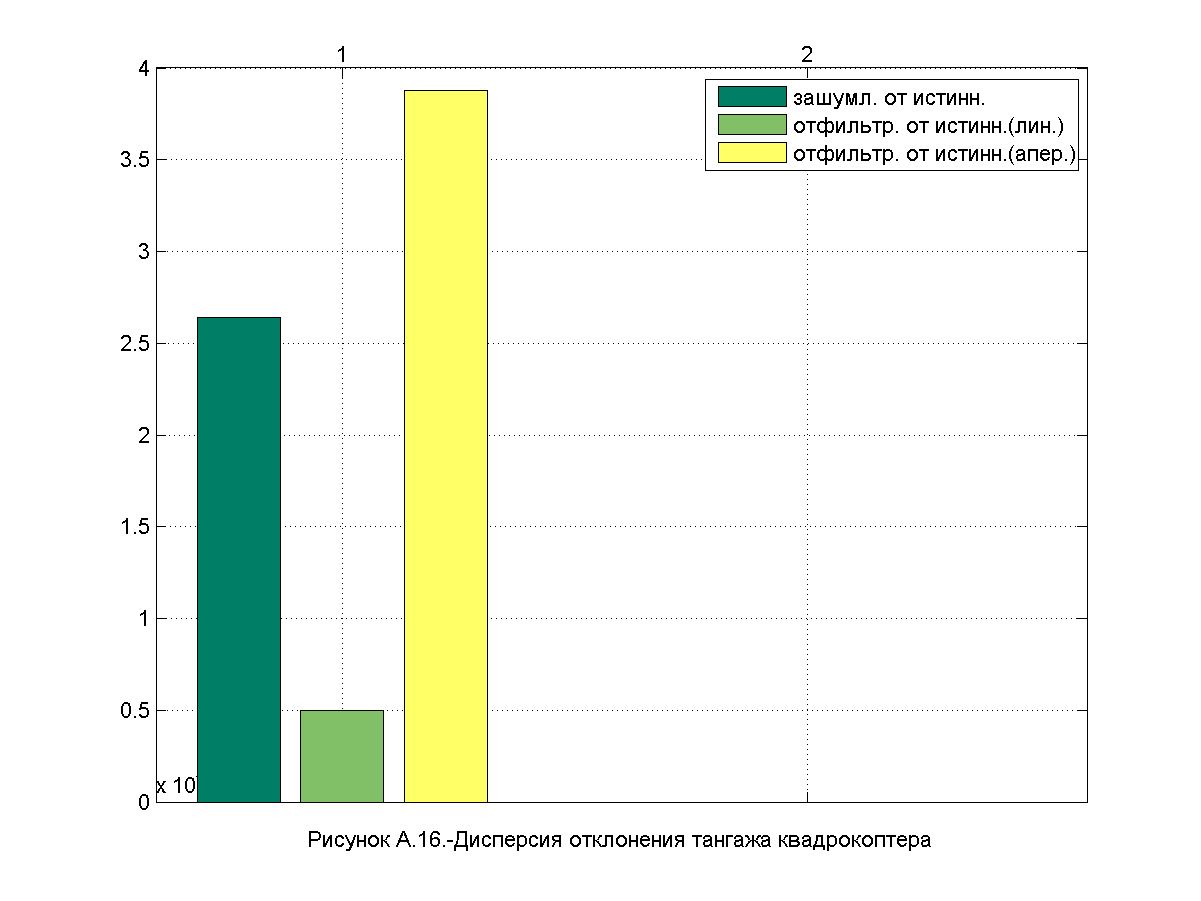 1 2
4
зашумл. от истинн.
отфильтр. от истинн.(лин.)
отфильтр. от истинн.(апер.)
3.5
3
2.5
2
1.5
1
0.5
x 10
0
Рисунок А.16.-Дисперсия отклонения тангажа квадрокоптера